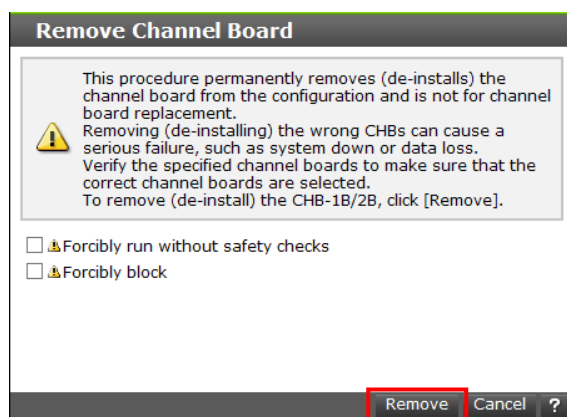 Remove Channel Board
This procedure permanently removes (de-installs) the
channel board from the configuration and is not for channel
board replacement.
Removing (de-installing) the wrong CHBs can cause a
serious failure, such as system down or data loss.
Verify the specified channel boards to make sure that the
correct channel boards are selected.
To remove (de-install) the CHB-1B/2B, click [Remove].
Forcibly run without safety checks
Forcibly block
Remove Cancel ?